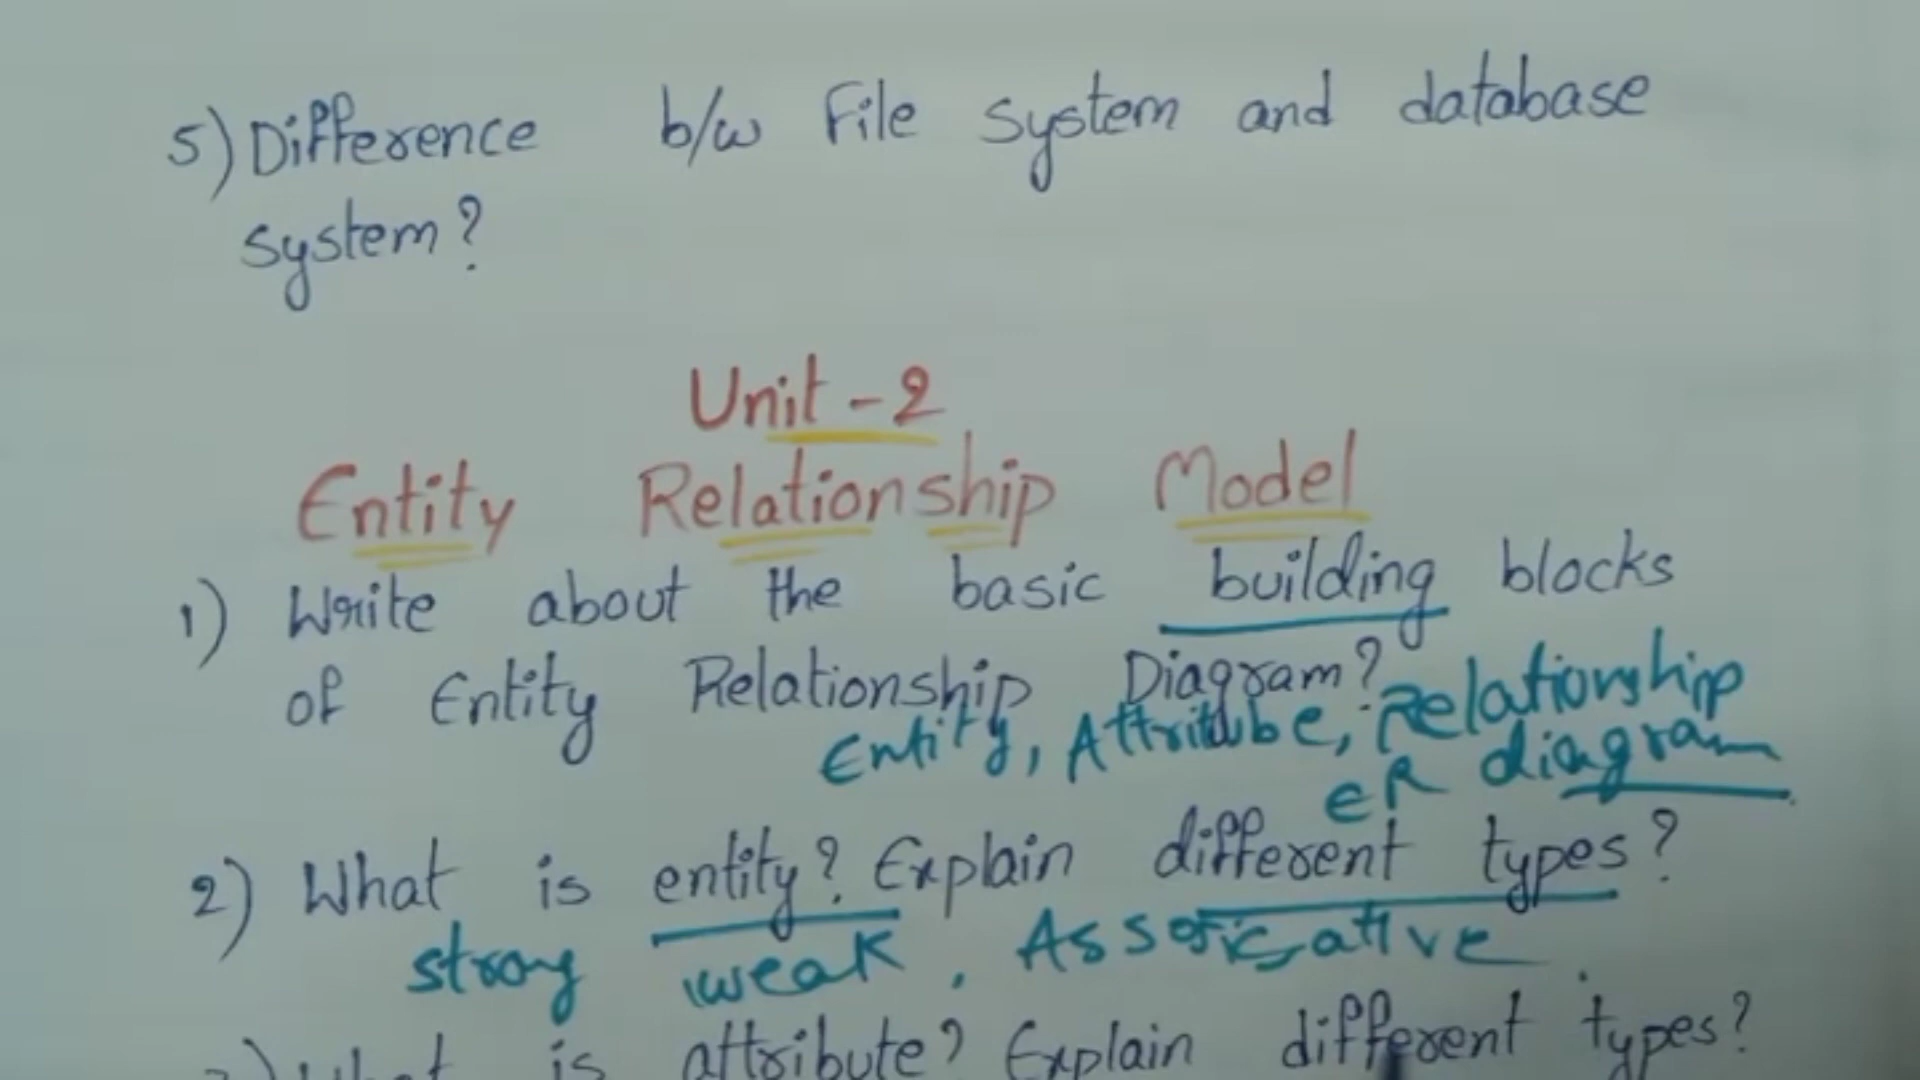 5) Difference b/w File system and database
system?
Unit - 2
Entity Relationship Model
1) Write about the basic building blocks
of Entity Relationship Diagram?
Entity, Attribute, Relationship
ER diagram
2) What is entity? Explain different types?
strong weak, Associative
3) What is attribute? Explain different types?